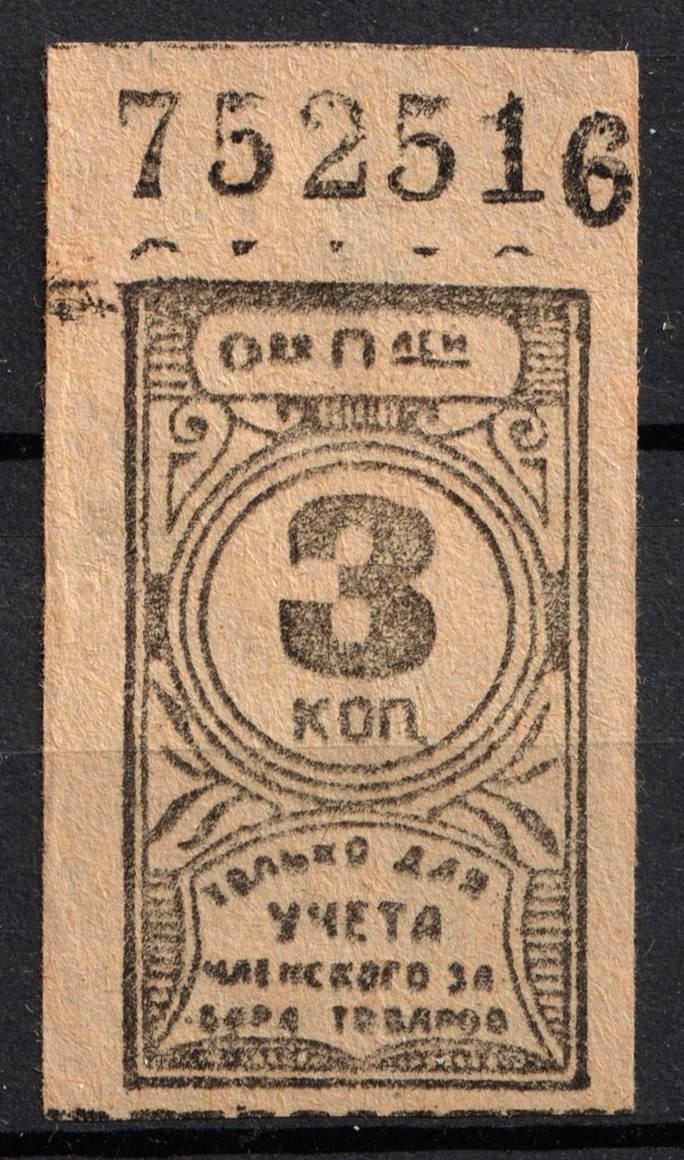 752516
3
КОП.
ТОЛЬКО ДЛЯ
УЧЕТА
ЧЛЕНСКОГО ЗА
БОРА ТОВАРОВ